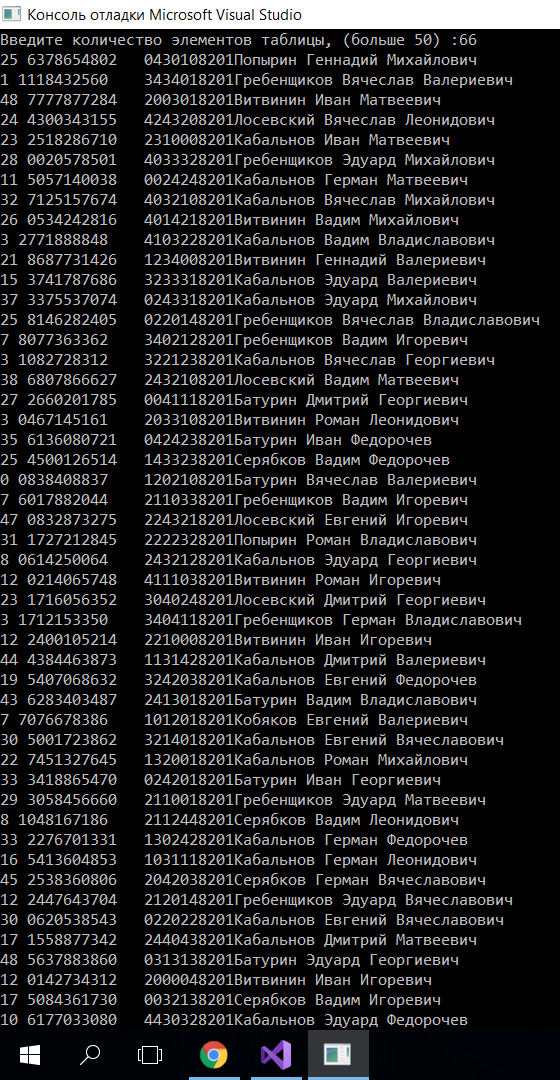 Консоль отладки Microsoft Visual Studio
Введите количество элементов таблицы, (больше 50) :66
25 6378654802   0430108201Попырин Геннадий Михайлович
1 1118432560    3434018201Гребенщиков Вячеслав Валериевич
48 7777877284   2003018201Витвинин Иван Матвеевич
24 4300343155   4243208201Лосевский Вячеслав Леонидович
23 2518286710   2310008201Кабальнов Иван Матвеевич
28 0020578501   4033328201Гребенщиков Эдуард Михайлович
11 5057140038   0024248201Кабальнов Герман Матвеевич
32 7125157674   4032108201Кабальнов Вячеслав Михайлович
26 0534242816   4014218201Витвинин Вадим Михайлович
3 2771888848    4103228201Кабальнов Вадим Владиславович
21 8687731426   1234008201Витвинин Геннадий Валериевич
15 3741787686   3233318201Кабальнов Эдуард Валериевич
37 3375537074   0243318201Кабальнов Эдуард Михайлович
25 8146282405   0220148201Гребенщиков Вячеслав Владиславович
7 8077363362    3402128201Гребенщиков Вадим Игоревич
3 1082728312    3221238201Кабальнов Вячеслав Георгиевич
38 6807866627   2432108201Лосевский Вадим Матвеевич
27 2660201785   0041118201Батурин Дмитрий Георгиевич
3 0467145161    2033108201Витвинин Роман Леонидович
35 6136080721   0424238201Батурин Иван Федорочев
25 4500126514   1433238201Серябков Вадим Федорочев
0 0838408837    1202108201Батурин Вячеслав Валериевич
7 6017882044    2110338201Гребенщиков Вадим Игоревич
47 0832873275   2243218201Лосевский Евгений Игоревич
31 1727212845   2222328201Попырин Роман Владиславович
8 0614250064    2432128201Кабальнов Эдуард Георгиевич
12 0214065748   4111038201Витвинин Роман Игоревич
23 1716056352   3040248201Лосевский Дмитрий Георгиевич
3 1712153350    3404118201Гребенщиков Герман Владиславович
12 2400105214   2210008201Витвинин Иван Игоревич
44 4384463873   1131428201Кабальнов Дмитрий Валериевич
19 5407068632   3242038201Кабальнов Евгений Федорочев
43 6283403487   2413018201Батурин Вадим Владиславович
7 7076678386    1012018201Кобяков Евгений Валериевич
30 5001723862   3214018201Кабальнов Евгений Вячеславович
22 7451327645   1320018201Кабальнов Роман Михайлович
33 3418865470   0242018201Батурин Иван Георгиевич
29 3058456660   2110018201Гребенщиков Эдуард Матвеевич
8 1048167186    2112448201Серябков Вадим Леонидович
33 2276701331   1302428201Кабальнов Герман Федорочев
16 5413604853   1031118201Кабальнов Герман Леонидович
45 2538360806   2042038201Серябков Герман Вячеславович
12 2447643704   2120148201Гребенщиков Эдуард Вячеславович
30 0620538543   0220228201Кабальнов Евгений Вячеславович
17 1558877342   2440438201Кабальнов Дмитрий Матвеевич
48 5637883860   0313138201Батурин Эдуард Георгиевич
12 0142734312   2000048201Витвинин Иван Игоревич
17 5084361730   0032138201Серябков Вадим Игоревич
10 6177033080   4430328201Кабальнов Эдуард Федорочев